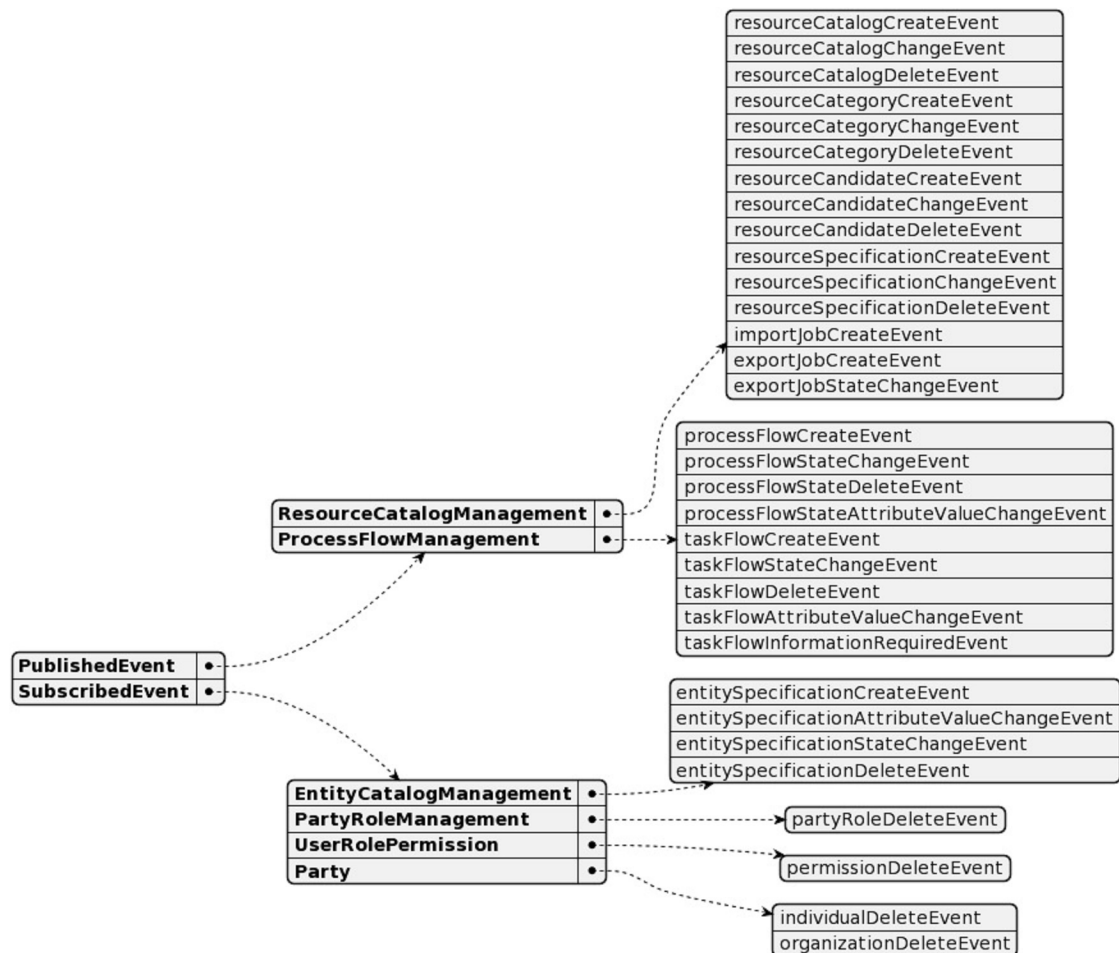 resourceCatalogCreateEvent
resourceCatalogChangeEvent
resourceCatalogDeleteEvent
resourceCategoryCreateEvent
resourceCategoryChangeEvent
resourceCategoryDeleteEvent
resourceCandidateCreateEvent
resourceCandidateChangeEvent
resourceCandidateDeleteEvent
resourceSpecificationCreateEvent
resourceSpecificationChangeEvent
resourceSpecificationDeleteEvent
importJobCreateEvent
exportJobCreateEvent
exportJobStateChangeEvent
processFlowCreateEvent
processFlowStateChangeEvent
processFlowStateDeleteEvent
processFlowStateAttributeValueChangeEvent
taskFlowCreateEvent
taskFlowStateChangeEvent
taskFlowDeleteEvent
taskFlowAttributeValueChangeEvent
taskFlowInformationRequiredEvent
ResourceCatalogManagement
ProcessFlowManagement
PublishedEvent
SubscribedEvent
entitySpecificationCreateEvent
entitySpecificationAttributeValueChangeEvent
entitySpecificationStateChangeEvent
entitySpecificationDeleteEvent
EntityCatalogManagement
PartyRoleManagement
UserRolePermission
Party
partyRoleDeleteEvent
permissionDeleteEvent
individualDeleteEvent
organizationDeleteEvent